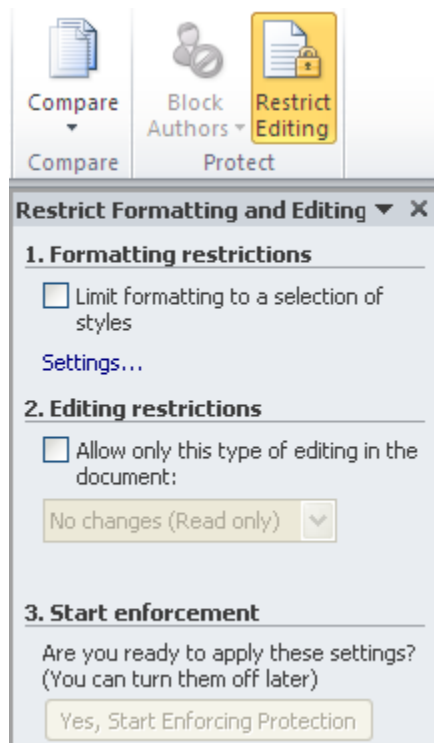 Compare
Block
Authors
Restrict
Editing
Compare
Protect
Restrict Formatting and Editing
1. Formatting restrictions
Limit formatting to a selection of
styles
Settings...
2. Editing restrictions
Allow only this type of editing in the
document:
No changes (Read only)
3. Start enforcement
Are you ready to apply these settings?
(You can turn them off later)
Yes, Start Enforcing Protection